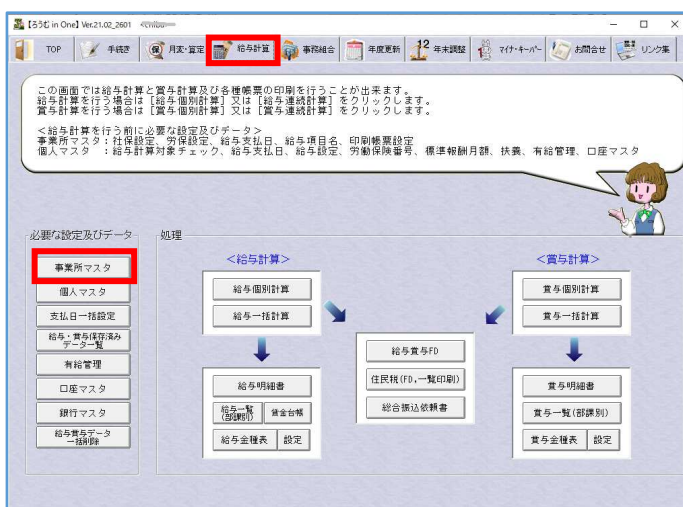 【ろうむ in One】 Ver.21.02_2601
TOP
手続き
月変・算定
給与計算
事務組合
年度更新
12 年末調整
マイナ・キーパー
お問合せ
リンク集
この画面では給与計算と賞与計算及び各種帳票の印刷を行うことが出来ます。
給与計算を行う場合は［給与個別計算］又は［給与連続計算］をクリックします。
賞与計算を行う場合は［賞与個別計算］又は［賞与連続計算］をクリックします。
＜給与計算を行う前に必要な設定及びデータ＞
事業所マスタ：社保設定、労保設定、給与支払日、給与項目名、印刷帳票設定
個人マスタ　：給与計算対象チェック、給与支払日、給与設定、労働保険番号、標準報酬月額、扶養、有給管理、口座マスタ
必要な設定及びデータ
事業所マスタ
個人マスタ
支払日一括設定
給与・賞与保存済み
データ一覧
有給管理
口座マスタ
銀行マスタ
給与賞与データ
一括削除
処理
＜給与計算＞
給与個別計算
給与一括計算
給与明細書
給与一覧
(部課別)
賃金台帳
給与金種表
設定
給与賞与FD
住民税(FD,一覧印刷)
総合振込依頼書
＜賞与計算＞
賞与個別計算
賞与一括計算
賞与明細書
賞与一覧(部課別)
賞与金種表
設定